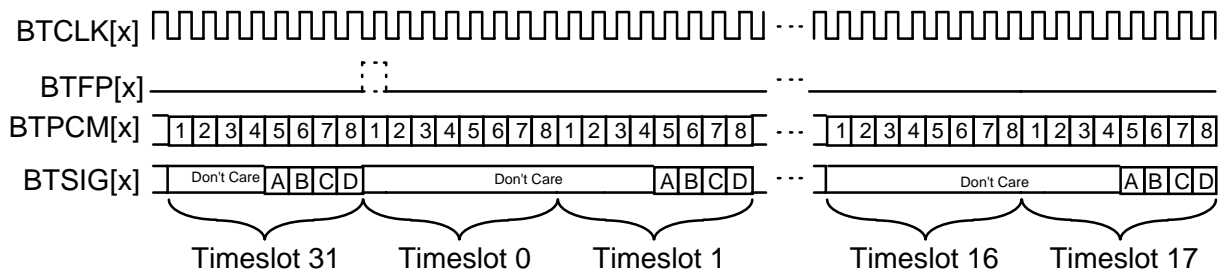 BTCLK[x] ···
BTFP[x] ···
BTPCM[x] 1 2 3 4 5 6 7 8 1 2 3 4 5 6 7 8 1 2 3 4 5 6 7 8 ··· 1 2 3 4 5 6 7 8 1 2 3 4 5 6 7 8
BTSIG[x] Don't Care A B C D Don't Care A B C D ··· Don't Care A B C D
Timeslot 31 Timeslot 0 Timeslot 1 Timeslot 16 Timeslot 17